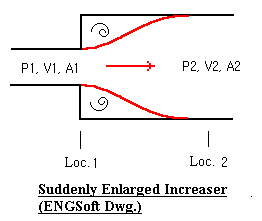 P1, V1, A1
P2, V2, A2
Loc. 1
Loc. 2
Suddenly Enlarged Increaser
(ENGSoft Dwg.)